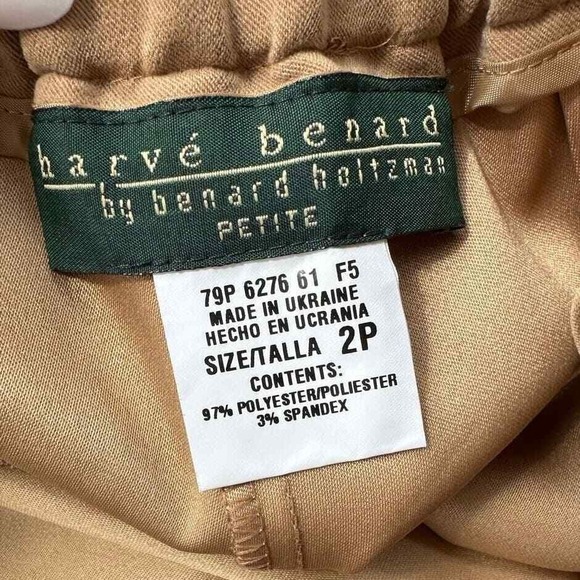 harvé benard
by benard holtzman
PETITE
79P 6276 61 F5
MADE IN UKRAINE
HECHO EN UCRANIA
SIZE/TALLA 2P
CONTENTS:
97% POLYESTER/POLIESTER
3% SPANDEX